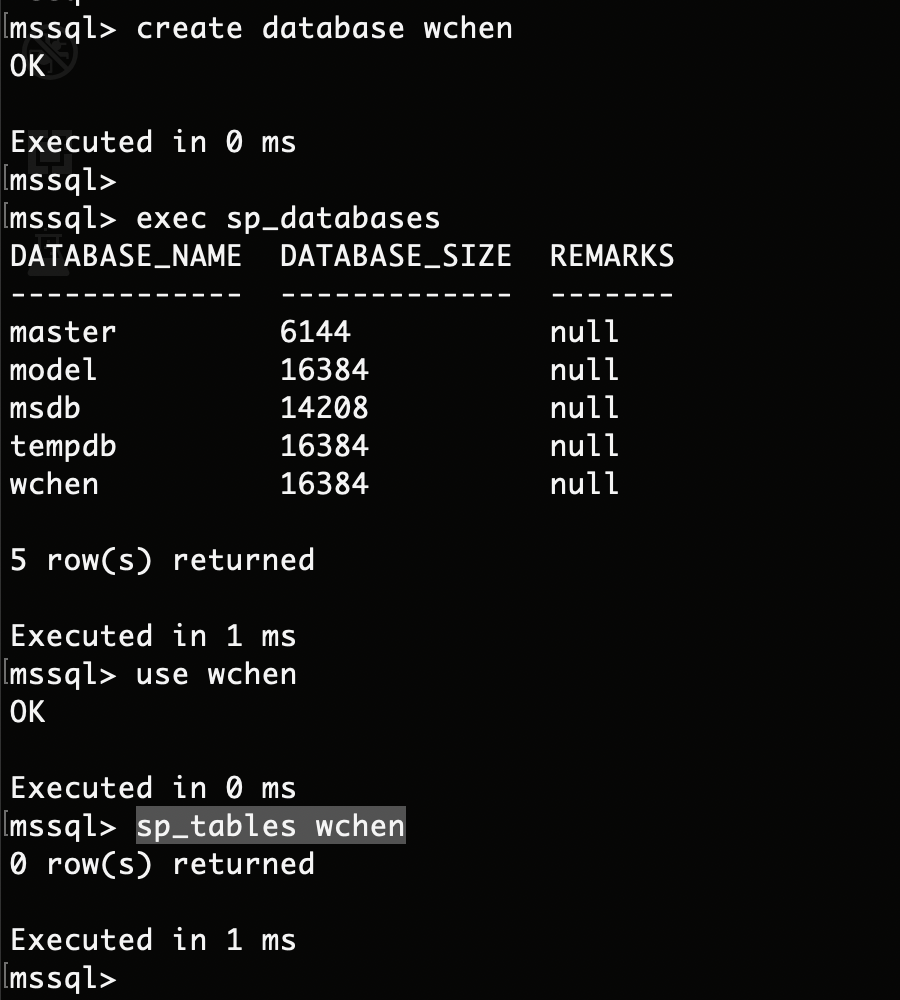 mssql> create database wchen
OK
Executed in 0 ms
mssql>
mssql> exec sp_databases
DATABASE_NAME  DATABASE_SIZE  REMARKS
-------------  -------------  -------
master         6144           null
model          16384          null
msdb           14208          null
tempdb         16384          null
wchen          16384          null
5 row(s) returned
Executed in 1 ms
mssql> use wchen
OK
Executed in 0 ms
mssql> sp_tables wchen
0 row(s) returned
Executed in 1 ms
mssql>